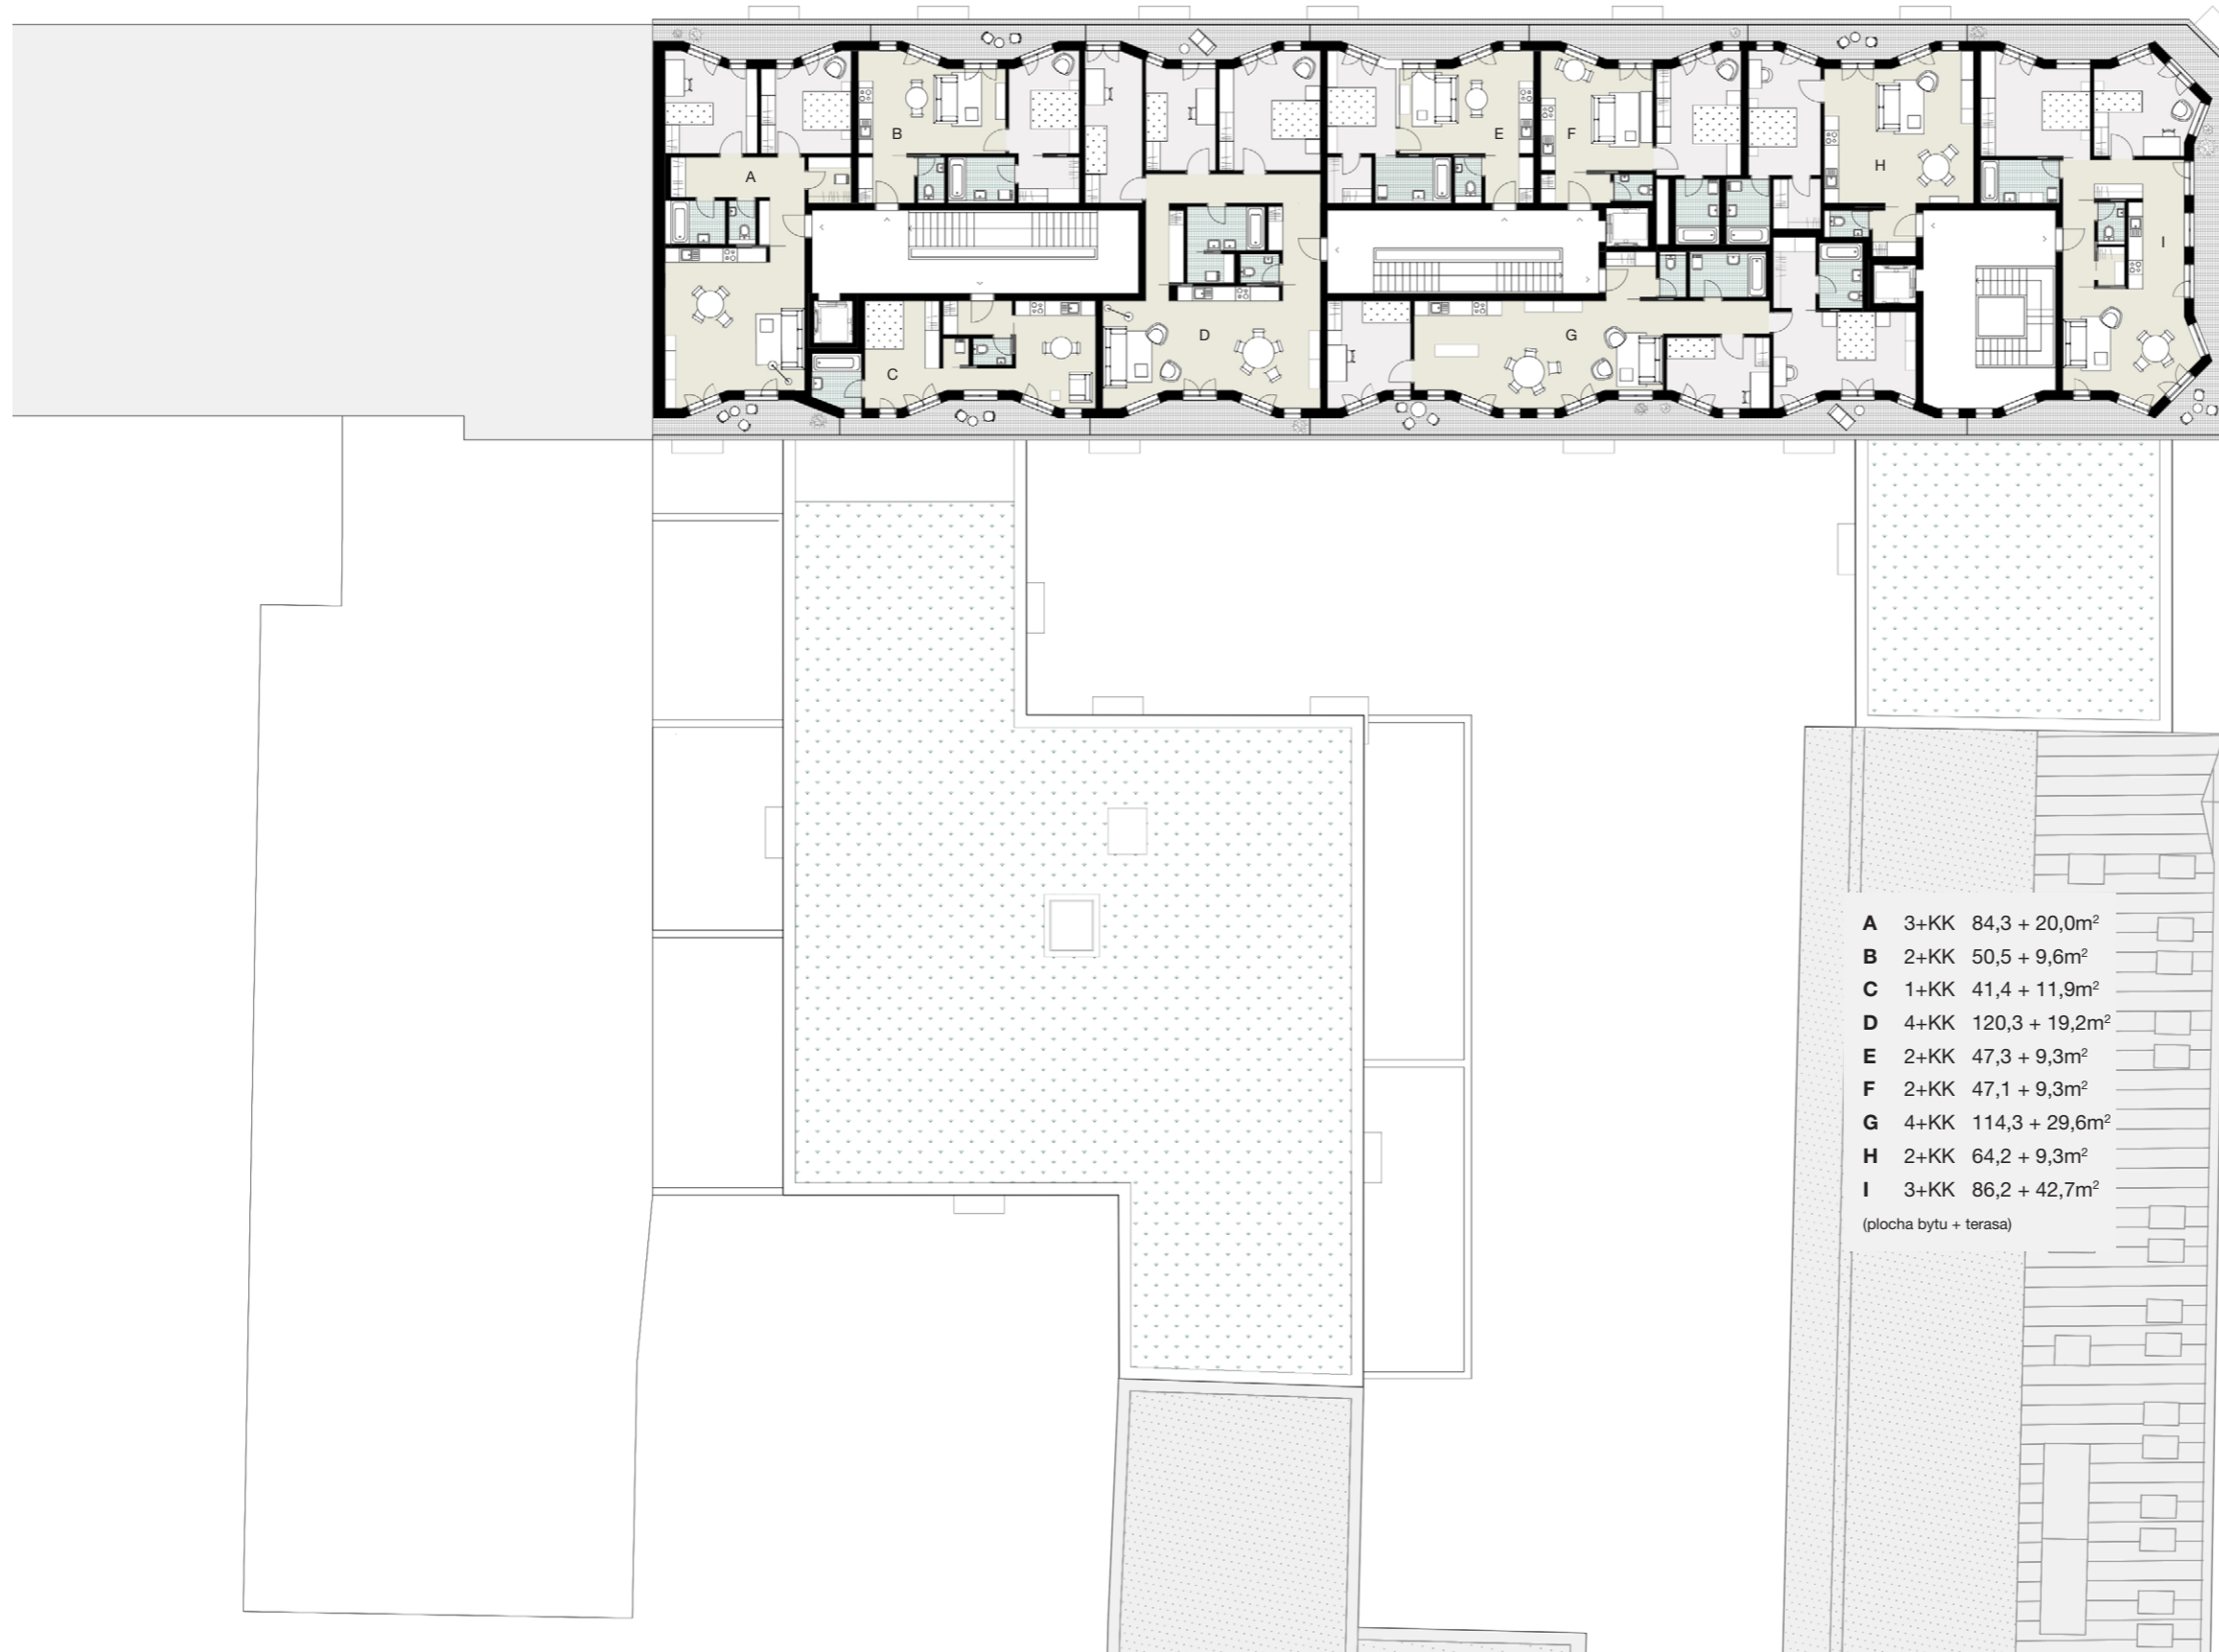 B
E
F
H
A
I
D
G
C
A 3+KK 84,3 + 20,0m²
B 2+KK 50,5 + 9,6m²
C 1+KK 41,4 + 11,9m²
D 4+KK 120,3 + 19,2m²
E 2+KK 47,3 + 9,3m²
F 2+KK 47,1 + 9,3m²
G 4+KK 114,3 + 29,6m²
H 2+KK 64,2 + 9,3m²
I 3+KK 86,2 + 42,7m²
(plocha bytu + terasa)